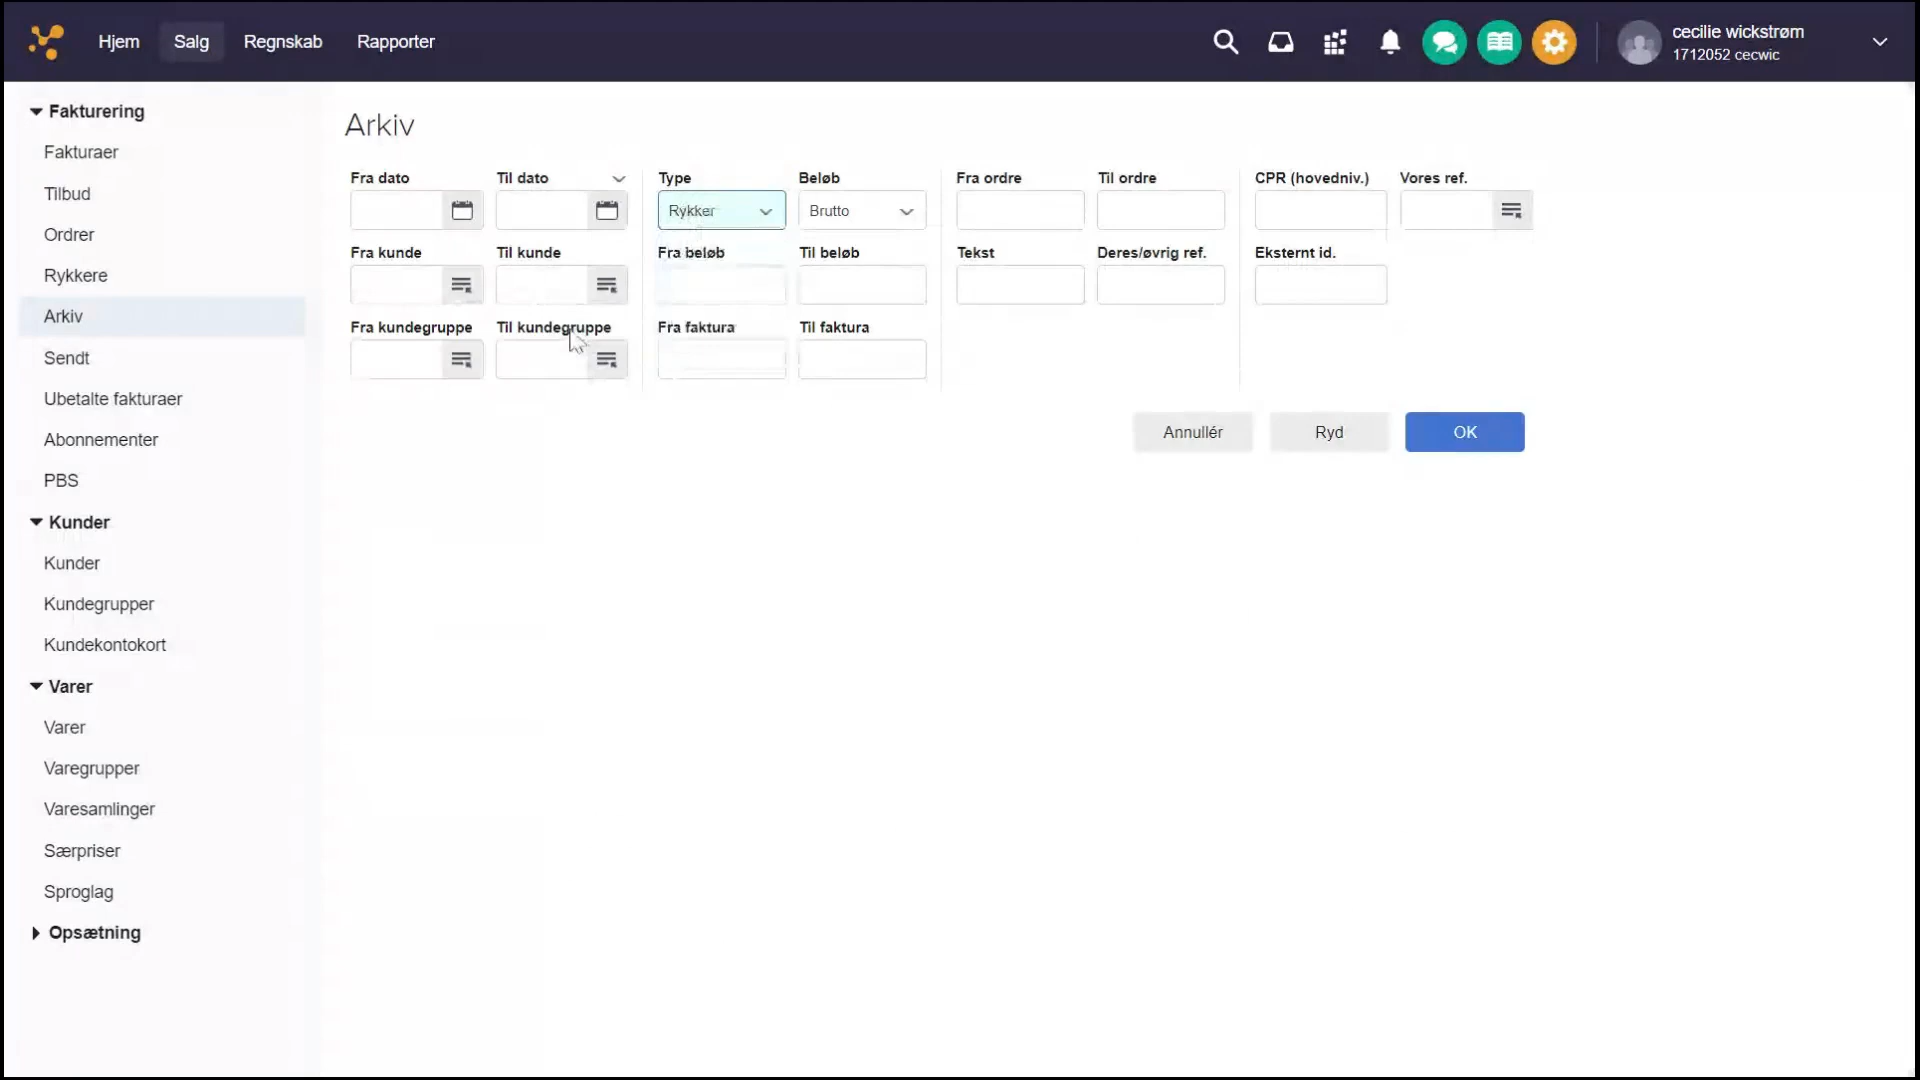 Hjem Salg Regnskab Rapporter
cecilie wickstrøm
1712052 cecwic
Fakturering
Fakturaer
Tilbud
Ordrer
Rykkere
Arkiv
Sendt
Ubetalte fakturaer
Abonnementer
PBS
Kunder
Kunder
Kundegrupper
Kundekontokort
Varer
Varer
Varegrupper
Varesamlinger
Særpriser
Sproglag
Opsætning
Arkiv
Fra dato Til dato Type Beløb Fra ordre Til ordre CPR (hovedniv.) Vores ref.
Rykker Brutto
Fra kunde Til kunde Fra beløb Til beløb Tekst Deres/øvrig ref. Eksternt id.
Fra kundegruppe Til kundegruppe Fra faktura Til faktura
Annullér Ryd OK